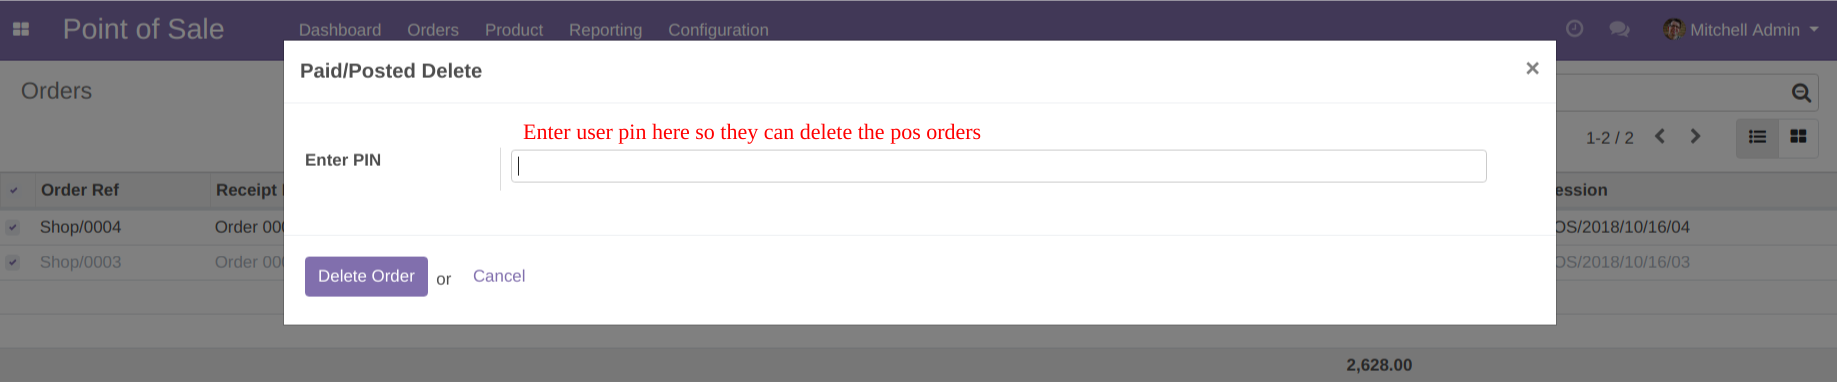 Point of Sale Dashboard Orders Product Reporting Configuration Mitchell Admin
Paid/Posted Delete ×
Orders
Enter user pin here so they can delete the pos orders
1-2 / 2
Enter PIN
Order Ref Receipt ession
Shop/0004 Order 00 OS/2018/10/16/04
Shop/0003 Order 00 OS/2018/10/16/03
Delete Order or Cancel
2,628.00